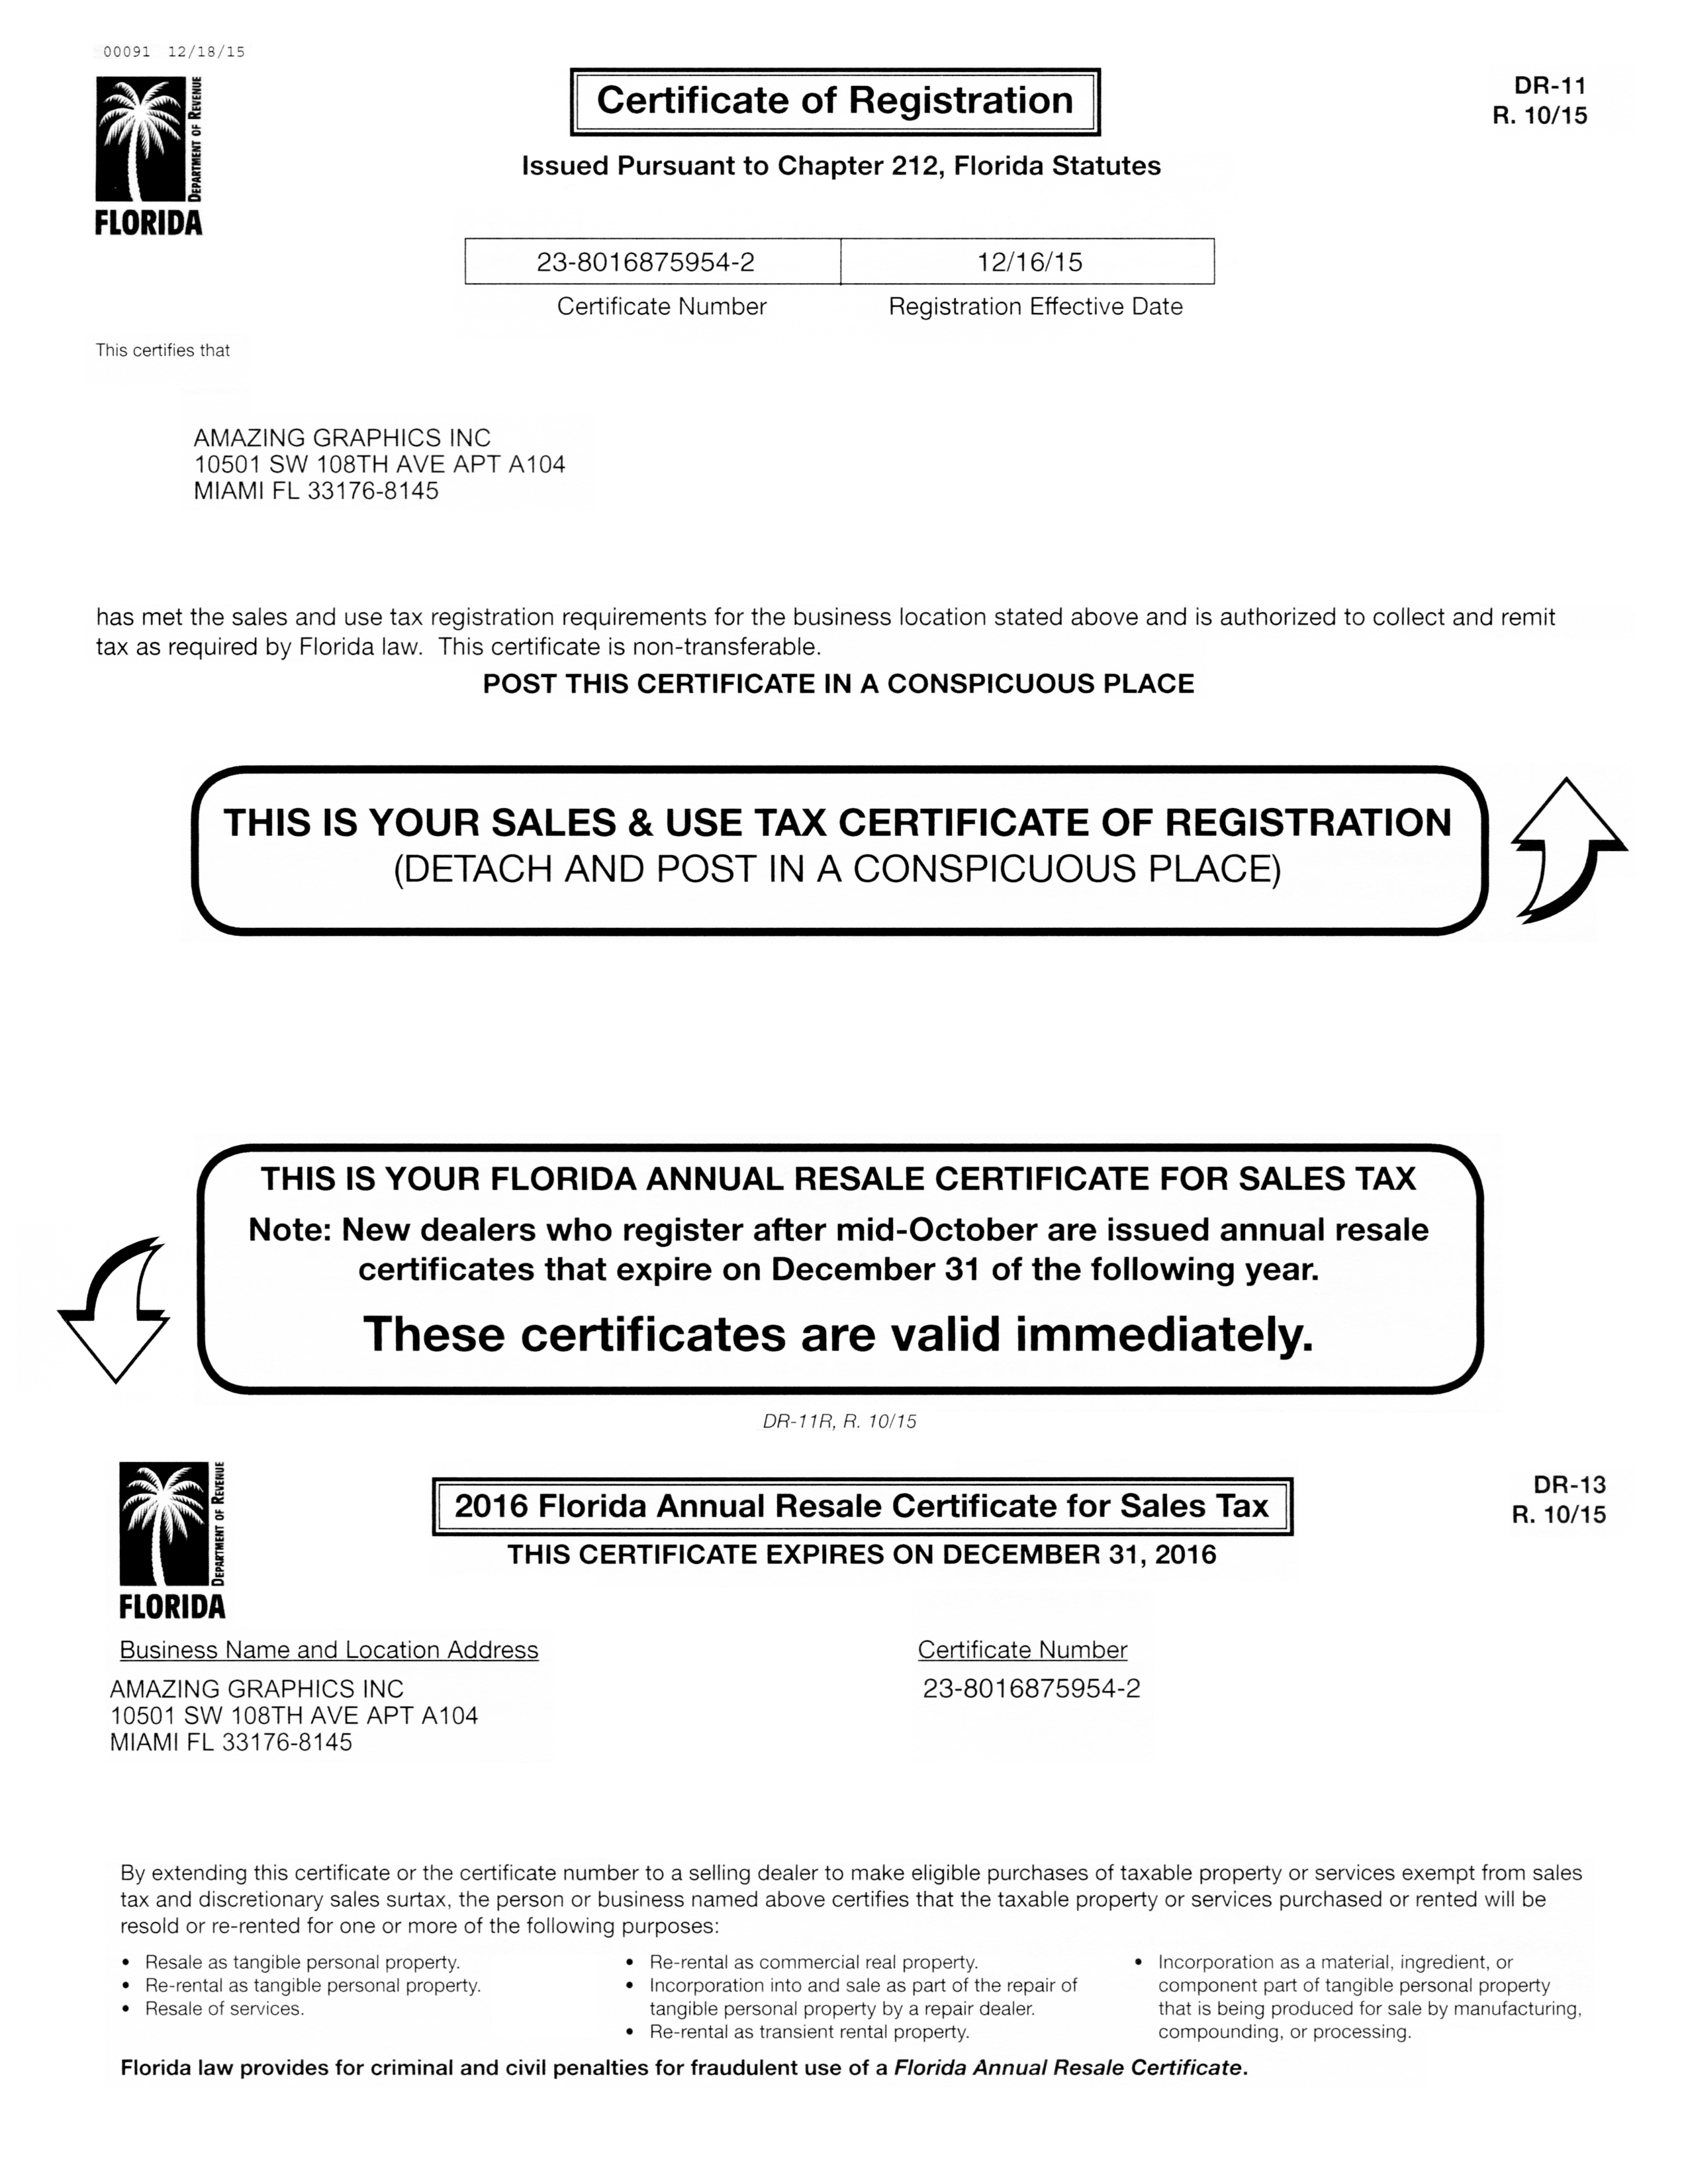 00091 12/18/15
DEPARTMENT OF REVENUE
FLORIDA
Certificate of Registration
DR-11
R. 10/15
Issued Pursuant to Chapter 212, Florida Statutes
23-8016875954-2 12/16/15
Certificate Number Registration Effective Date
This certifies that
AMAZING GRAPHICS INC
10501 SW 108TH AVE APT A104
MIAMI FL 33176-8145
has met the sales and use tax registration requirements for the business location stated above and is authorized to collect and remit
tax as required by Florida law. This certificate is non-transferable.
POST THIS CERTIFICATE IN A CONSPICUOUS PLACE
THIS IS YOUR SALES & USE TAX CERTIFICATE OF REGISTRATION
(DETACH AND POST IN A CONSPICUOUS PLACE)
THIS IS YOUR FLORIDA ANNUAL RESALE CERTIFICATE FOR SALES TAX
Note: New dealers who register after mid-October are issued annual resale
certificates that expire on December 31 of the following year.
These certificates are valid immediately.
DR-11R, R. 10/15
DEPARTMENT OF REVENUE
FLORIDA
2016 Florida Annual Resale Certificate for Sales Tax
DR-13
R. 10/15
THIS CERTIFICATE EXPIRES ON DECEMBER 31, 2016
Business Name and Location Address
AMAZING GRAPHICS INC
10501 SW 108TH AVE APT A104
MIAMI FL 33176-8145
Certificate Number
23-8016875954-2
By extending this certificate or the certificate number to a selling dealer to make eligible purchases of taxable property or services exempt from sales
tax and discretionary sales surtax, the person or business named above certifies that the taxable property or services purchased or rented will be
resold or re-rented for one or more of the following purposes:
• Resale as tangible personal property.
• Re-rental as tangible personal property.
• Resale of services.
• Re-rental as commercial real property.
• Incorporation into and sale as part of the repair of
tangible personal property by a repair dealer.
• Re-rental as transient rental property.
• Incorporation as a material, ingredient, or
component part of tangible personal property
that is being produced for sale by manufacturing,
compounding, or processing.
Florida law provides for criminal and civil penalties for fraudulent use of a Florida Annual Resale Certificate.